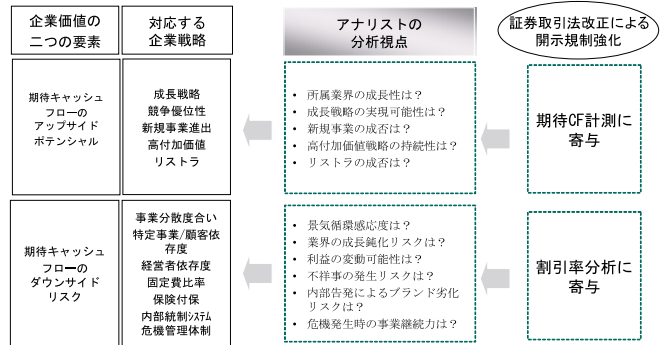 企業価値の
二つの要素
対応する
企業戦略
アナリストの
分析視点
証券取引法改正による
開示規制強化
期待キャッシュ
フローの
アップサイド
ポテンシャル
成長戦略
競争優位性
新規事業進出
高付加価値
リストラ
• 所属業界の成長性は？
• 成長戦略の実現可能性は？
• 新規事業の成否は？
• 高付加価値戦略の持続性は？
• リストラの成否は？
期待CF計測に
寄与
期待キャッシュ
フローの
ダウンサイド
リスク
事業分散度合い
特定事業/顧客依
存度
経営者依存度
固定費比率
保険付保
内部統制ｼｽﾃﾑ
危機管理体制
• 景気循環感応度は？
• 業界の成長鈍化リスクは？
• 利益の変動可能性は？
• 不祥事の発生リスクは？
• 内部告発によるブランド劣化
リスクは？
• 危機発生時の事業継続力は？
割引率分析に
寄与